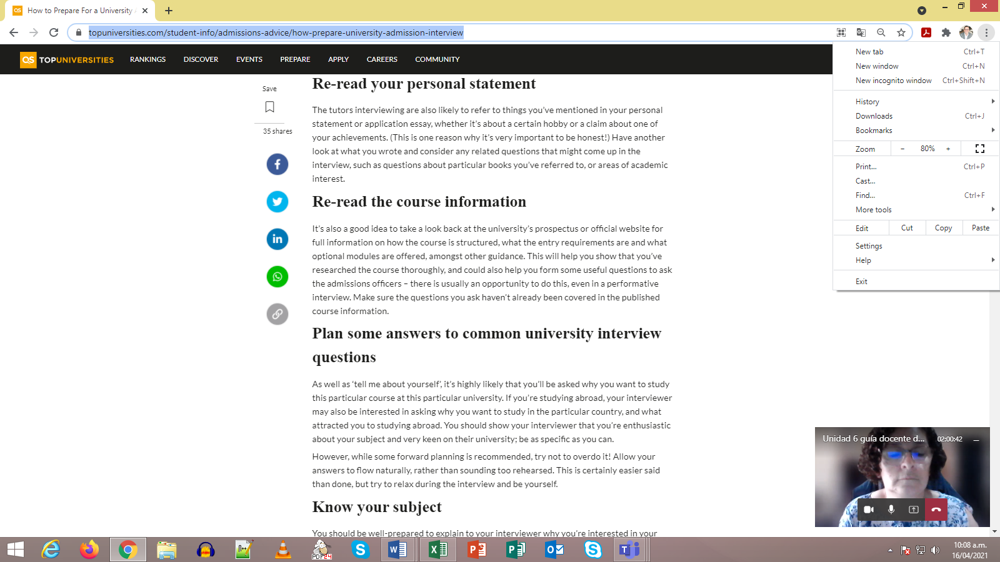 How to Prepare For a University
topuniversities.com/student-info/admissions-advice/how-prepare-university-admission-interview
QS TOPUNIVERSITIES RANKINGS DISCOVER EVENTS PREPARE APPLY CAREERS COMMUNITY
Save
35 shares
Re-read your personal statement
The tutors interviewing are also likely to refer to things you've mentioned in your personal
statement or application essay, whether it's about a certain hobby or a claim about one of
your achievements. (This is one reason why it's very important to be honest!) Have another
look at what you wrote and consider any related questions that might come up in the
interview, such as questions about particular books you've referred to, or areas of academic
interest.
Re-read the course information
It's also a good idea to take a look back at the university's prospectus or official website for
full information on how the course is structured, what the entry requirements are and what
optional modules are offered, amongst other guidance. This will help you show that you've
researched the course thoroughly, and could also help you form some useful questions to ask
the admissions officers – there is usually an opportunity to do this, even in a performative
interview. Make sure the questions you ask haven't already been covered in the published
course information.
Plan some answers to common university interview
questions
As well as 'tell me about yourself', it's highly likely that you'll be asked why you want to study
this particular course at this particular university. If you're studying abroad, your interviewer
may also be interested in asking why you want to study in the particular country, and what
attracted you to studying abroad. You should show your interviewer that you're enthusiastic
about your subject and very keen on their university; be as specific as you can.
However, while some forward planning is recommended, try not to overdo it! Allow your
answers to flow naturally, rather than sounding too rehearsed. This is certainly easier said
than done, but try to relax during the interview and be yourself.
Know your subject
You should be well-prepared to explain to your interviewer why you're interested in your
New tab Ctrl+T
New window Ctrl+N
New incognito window Ctrl+Shift+N
History
Downloads Ctrl+J
Bookmarks
Zoom − 80% +
Print... Ctrl+P
Cast...
Find... Ctrl+F
More tools
Edit Cut Copy Paste
Settings
Help
Exit
Unidad 6 guía docente d... 02:00:42
PDF24
10:08 a.m.
16/04/2021